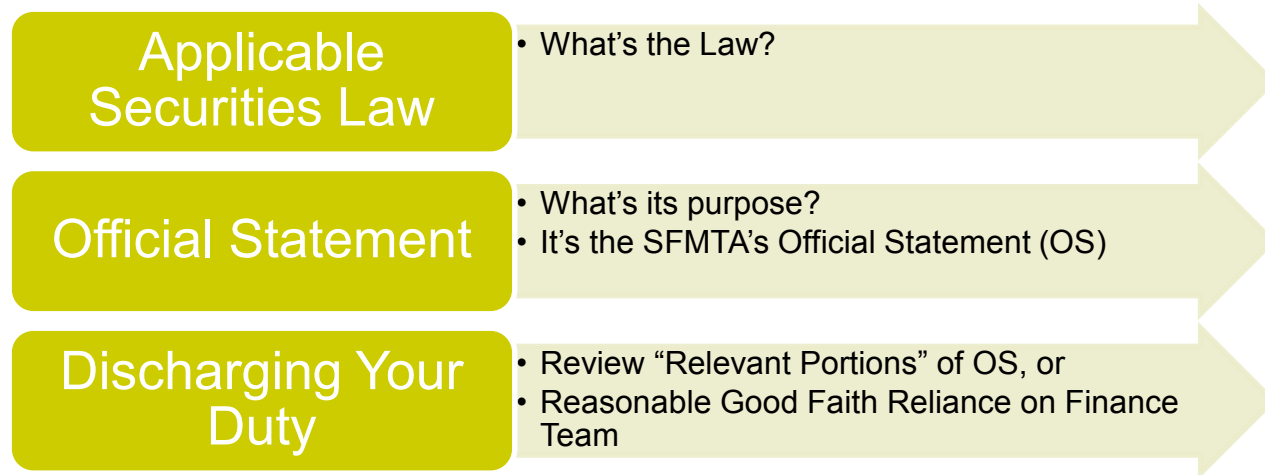 Applicable
Securities Law
• What's the Law?
Official Statement
• What's its purpose?
• It's the SFMTA's Official Statement (OS)
Discharging Your
Duty
• Review “Relevant Portions” of OS, or
• Reasonable Good Faith Reliance on Finance
Team